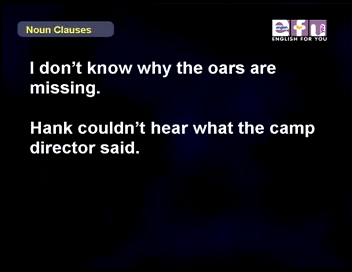 Noun Clauses
efu
ENGLISH FOR YOU
I don't know why the oars are
missing.
Hank couldn't hear what the camp
director said.